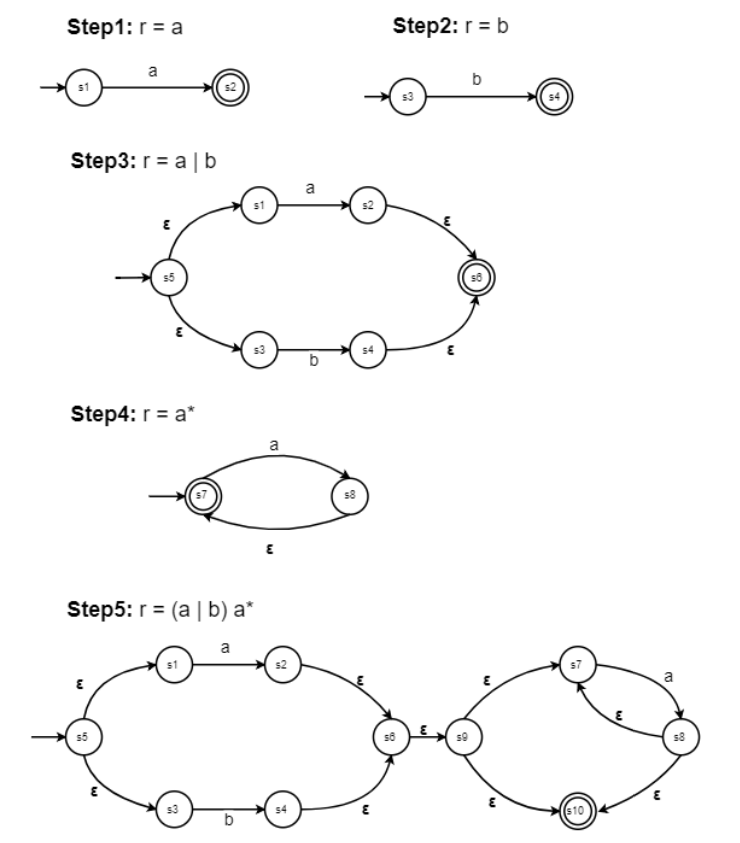 Step1: r = a
Step2: r = b
a
s1
s2
b
s3
s4
Step3: r = a | b
a
s1
s2
ε
ε
s5
s6
ε
s3
b
s4
ε
Step4: r = a*
a
s7
s8
ε
Step5: r = (a | b) a*
a
s1
s2
s7
ε
ε
ε
a
s5
s6
ε
s9
ε
s8
ε
s3
b
s4
ε
ε
s10
ε